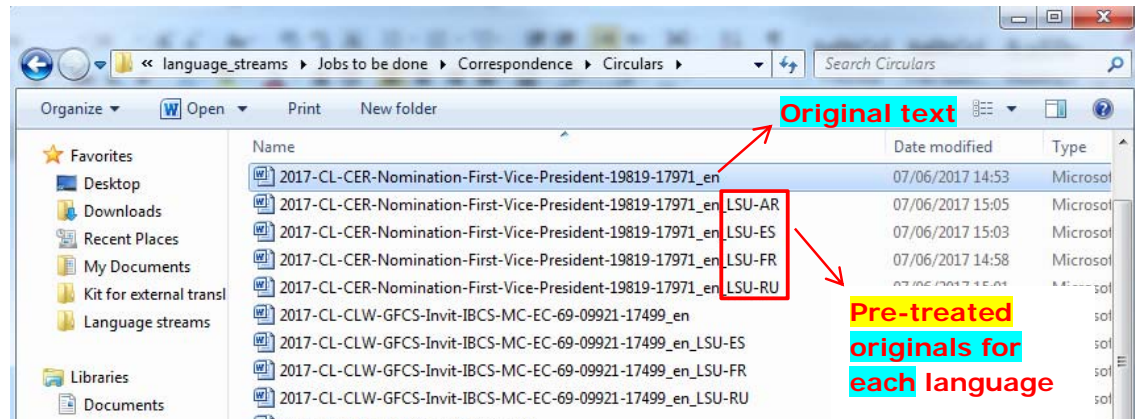 « language_streams ▸ Jobs to be done ▸ Correspondence ▸ Circulars ▸ Search Circulars
Organize ▾ Open ▾ Print New folder
Original text
Favorites
Desktop
Downloads
Recent Places
My Documents
Kit for external transl
Language streams
Libraries
Documents
Name Date modified Type
2017-CL-CER-Nomination-First-Vice-President-19819-17971_en 07/06/2017 14:53 Microsof
2017-CL-CER-Nomination-First-Vice-President-19819-17971_en_LSU-AR 07/06/2017 15:05 Microsof
2017-CL-CER-Nomination-First-Vice-President-19819-17971_en_LSU-ES 07/06/2017 15:03 Microsof
2017-CL-CER-Nomination-First-Vice-President-19819-17971_en_LSU-FR 07/06/2017 14:58 Microsof
2017-CL-CER-Nomination-First-Vice-President-19819-17971_en_LSU-RU
2017-CL-CLW-GFCS-Invit-IBCS-MC-EC-69-09921-17499_en
2017-CL-CLW-GFCS-Invit-IBCS-MC-EC-69-09921-17499_en_LSU-ES
2017-CL-CLW-GFCS-Invit-IBCS-MC-EC-69-09921-17499_en_LSU-FR
2017-CL-CLW-GFCS-Invit-IBCS-MC-EC-69-09921-17499_en_LSU-RU
Pre-treated
originals for
each language